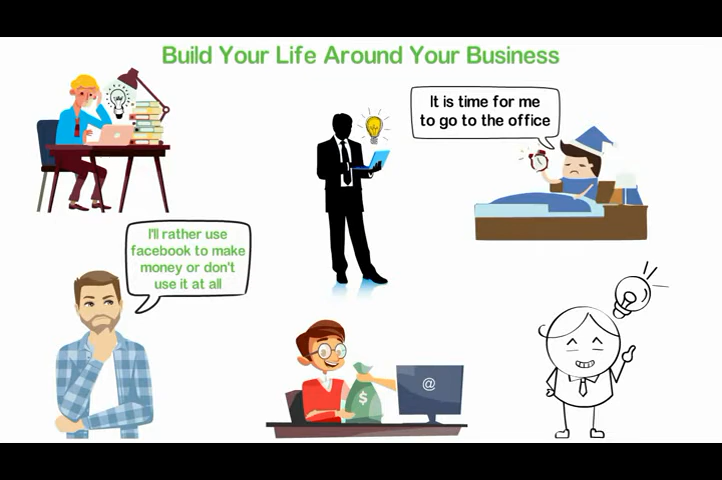 Build Your Life Around Your Business
It is time for me
to go to the office
I'll rather use
facebook to make
money or don't
use it at all
$
@